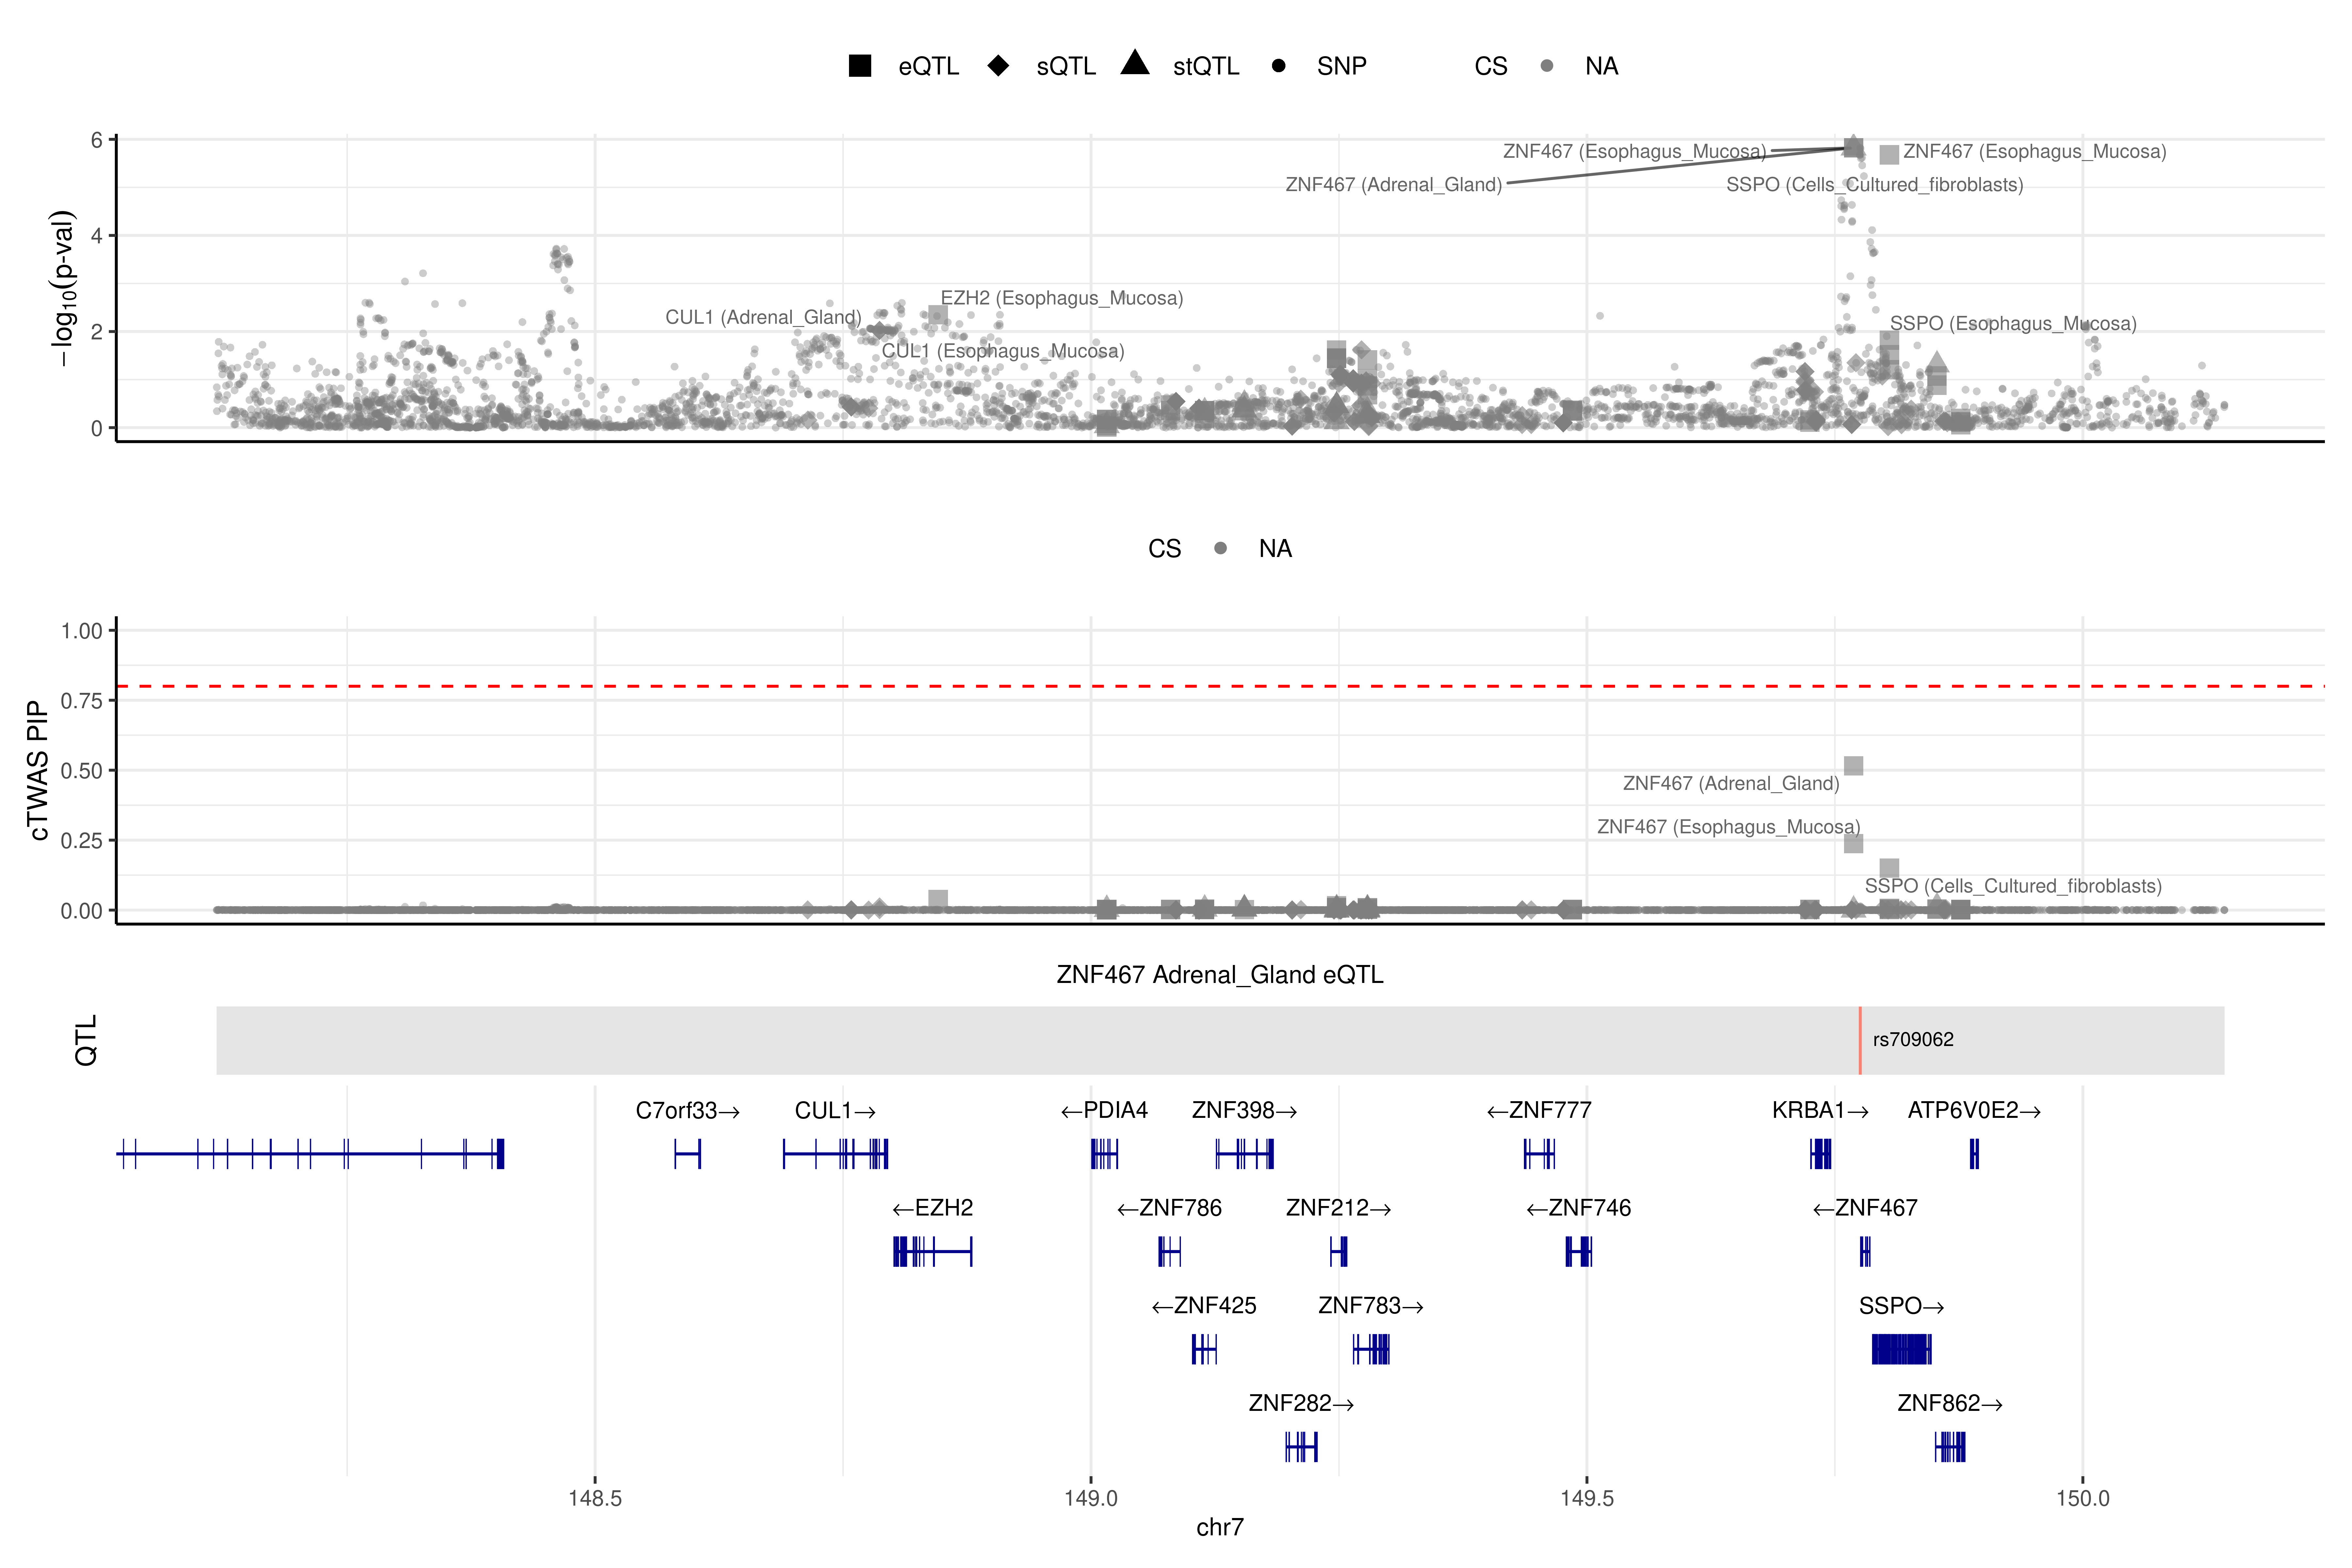 eQTL sQTL stQTL SNP CS NA
6
ZNF467 (Esophagus_Mucosa) ZNF467 (Esophagus_Mucosa)
ZNF467 (Adrenal_Gland) SSPO (Cells_Cultured_fibroblasts)
4
EZH2 (Esophagus_Mucosa)
CUL1 (Adrenal_Gland)
2
SSPO (Esophagus_Mucosa)
CUL1 (Esophagus_Mucosa)
0
−log10(p-val)
CS NA
1.00
0.75
0.50
ZNF467 (Adrenal_Gland)
0.25
ZNF467 (Esophagus_Mucosa)
SSPO (Cells_Cultured_fibroblasts)
0.00
cTWAS PIP
ZNF467 Adrenal_Gland eQTL
QTL
rs709062
C7orf33→ CUL1→ ←PDIA4 ZNF398→ ←ZNF777 KRBA1→ ATP6V0E2→
←EZH2 ←ZNF786 ZNF212→ ←ZNF746 ←ZNF467
←ZNF425 ZNF783→ SSPO→
ZNF282→ ZNF862→
148.5 149.0 149.5 150.0
chr7